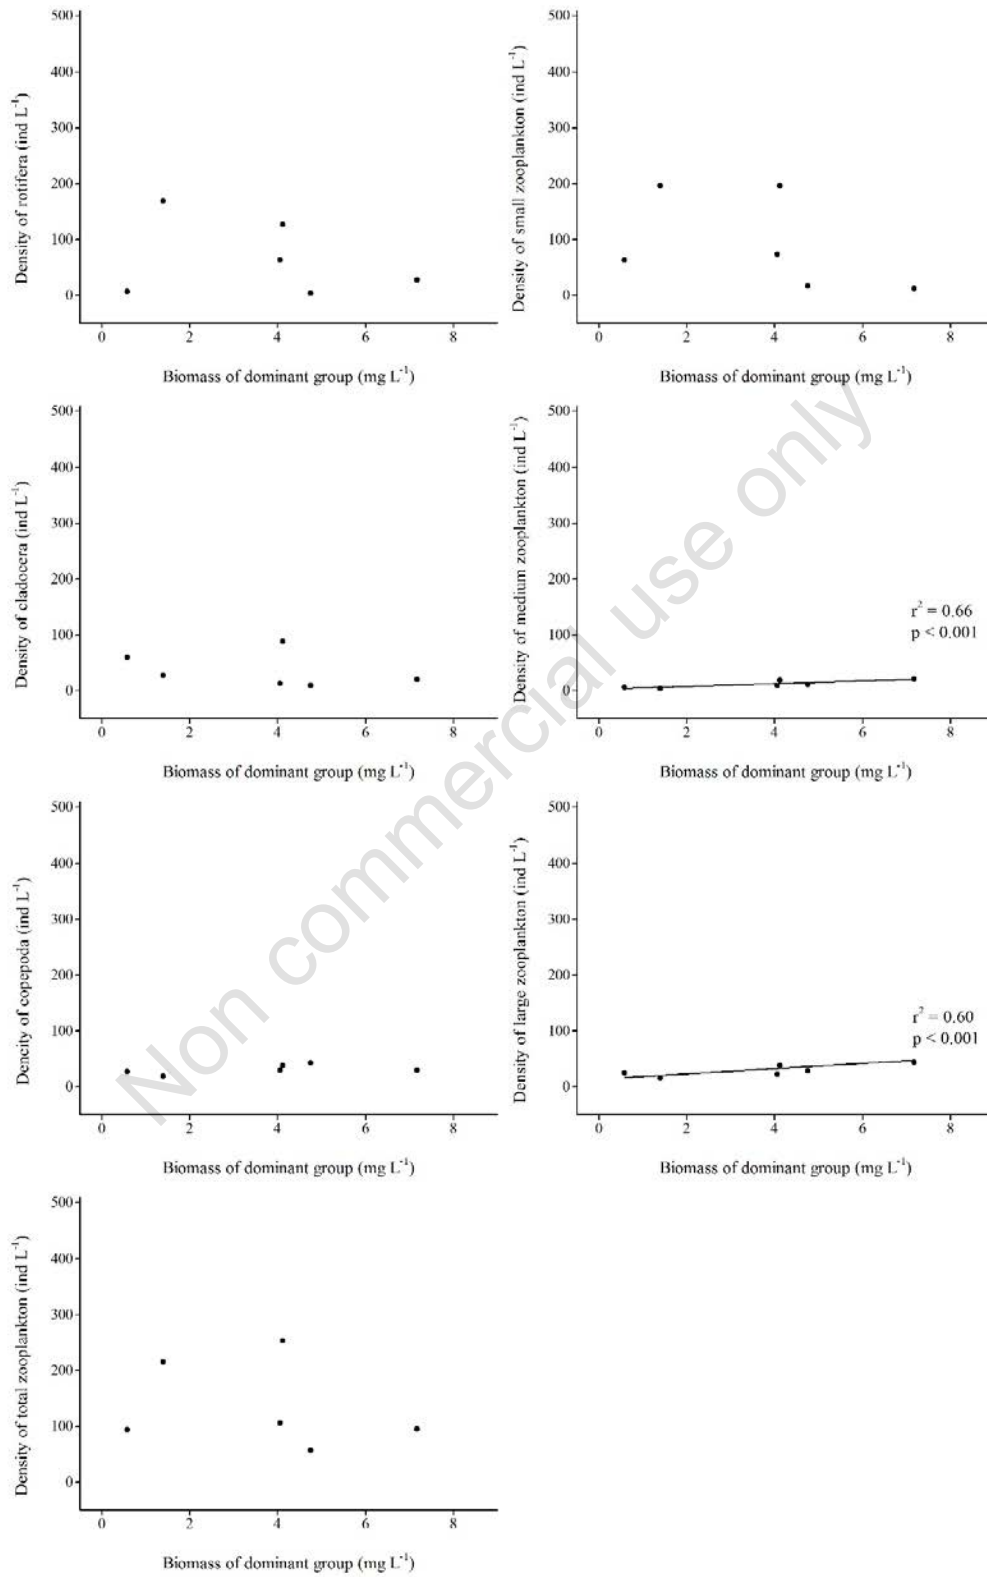 500
400
300
200
100
0
Density of rotifera (ind L⁻¹)
0 2 4 6 8
Biomass of dominant group (mg L⁻¹)
500
400
300
200
100
0
Density of small zooplankton (ind L⁻¹)
0 2 4 6 8
Biomass of dominant group (mg L⁻¹)
500
400
300
200
100
0
Density of cladocera (ind L⁻¹)
0 2 4 6 8
Biomass of dominant group (mg L⁻¹)
500
400
300
200
100
0
Density of medium zooplankton (ind L⁻¹)
r² = 0.66
p < 0.001
0 2 4 6 8
Biomass of dominant group (mg L⁻¹)
500
400
300
200
100
0
Dencity of copepoda (ind L⁻¹)
0 2 4 6 8
Biomass of dominant group (mg L⁻¹)
500
400
300
200
100
0
Density of large zooplankton (ind L⁻¹)
r² = 0.60
p < 0.001
0 2 4 6 8
Biomass of dominant group (mg L⁻¹)
500
400
300
200
100
0
Density of total zooplankton (ind L⁻¹)
0 2 4 6 8
Biomass of dominant group (mg L⁻¹)
Non commercial use only